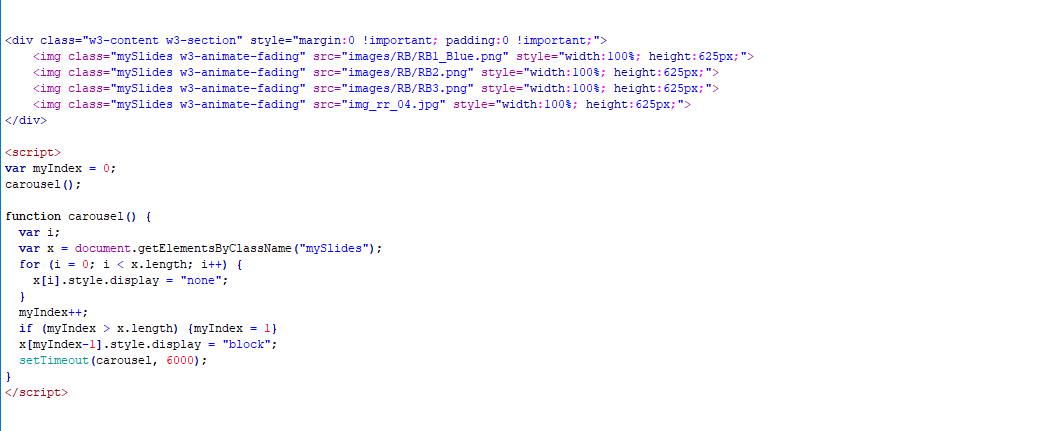 <div class="w3-content w3-section" style="margin:0 !important; padding:0 !important;">
    <img class="mySlides w3-animate-fading" src="images/RB/RB1_Blue.png" style="width:100%; height:625px;">
    <img class="mySlides w3-animate-fading" src="images/RB/RB2.png" style="width:100%; height:625px;">
    <img class="mySlides w3-animate-fading" src="images/RB/RB3.png" style="width:100%; height:625px;">
    <img class="mySlides w3-animate-fading" src="img_rr_04.jpg" style="width:100%; height:625px;">
</div>

<script>
var myIndex = 0;
carousel();

function carousel() {
  var i;
  var x = document.getElementsByClassName("mySlides");
  for (i = 0; i < x.length; i++) {
    x[i].style.display = "none";
  }
  myIndex++;
  if (myIndex > x.length) {myIndex = 1}
  x[myIndex-1].style.display = "block";
  setTimeout(carousel, 6000);
}
</script>